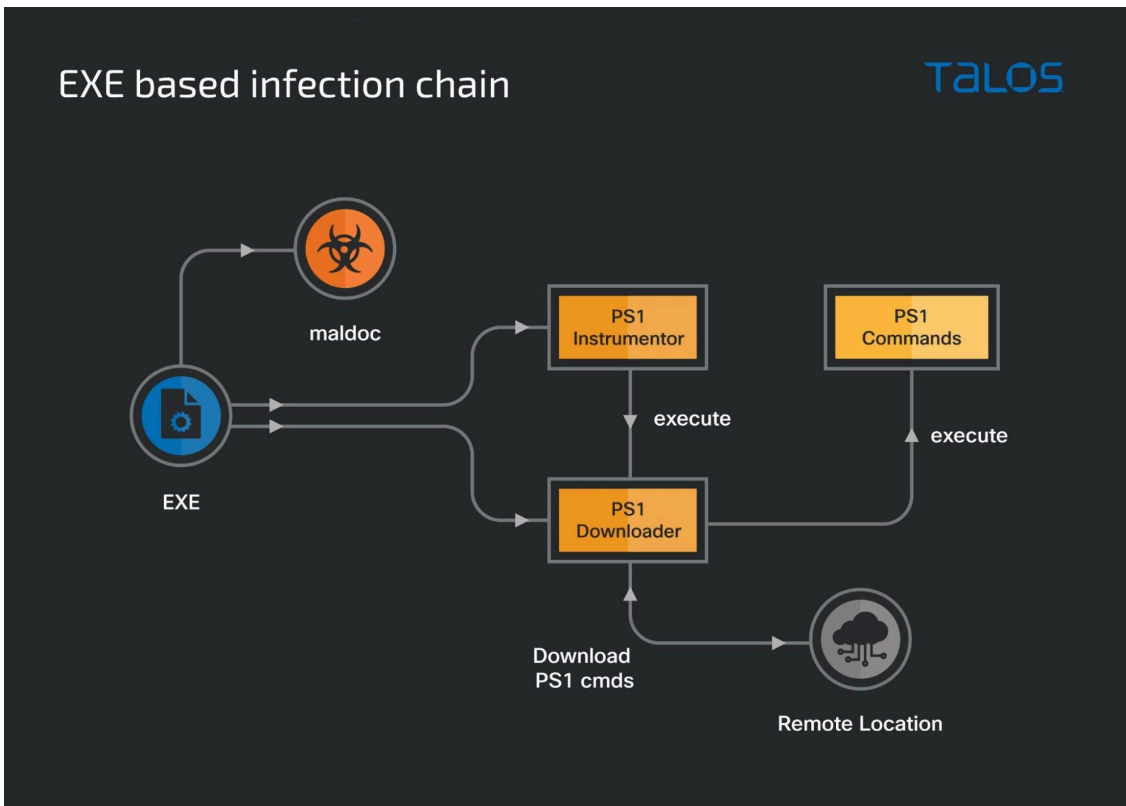 EXE based infection chain
TALOS
maldoc
PS1
Instrumentor
PS1
Commands
execute
execute
EXE
PS1
Downloader
Download
PS1 cmds
Remote Location